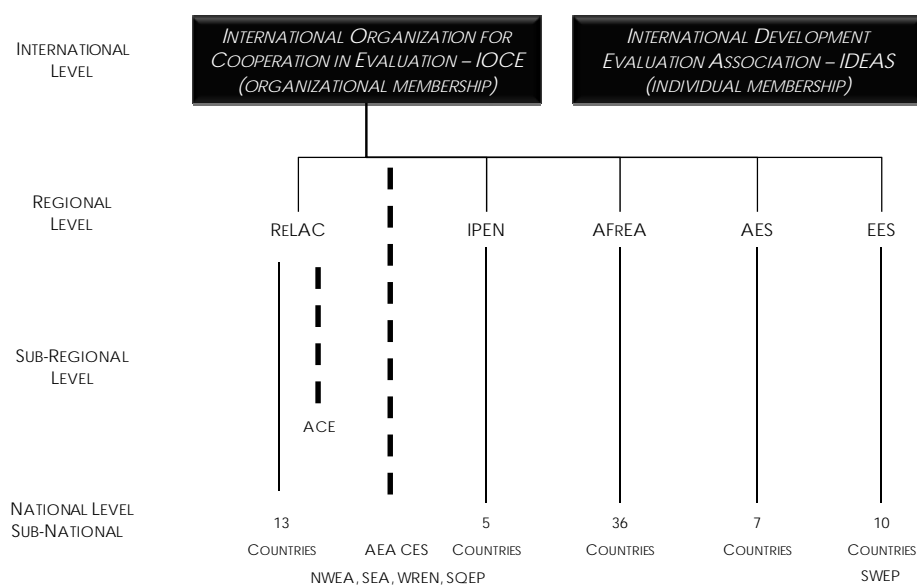 INTERNATIONAL LEVEL
INTERNATIONAL ORGANIZATION FOR
COOPERATION IN EVALUATION – IOCE
(ORGANIZATIONAL MEMBERSHIP)
INTERNATIONAL DEVELOPMENT
EVALUATION ASSOCIATION – IDEAS
(INDIVIDUAL MEMBERSHIP)
REGIONAL
LEVEL
RELAC
IPEN
AFREA
AES
EES
SUB-REGIONAL
LEVEL
ACE
NATIONAL LEVEL
SUB-NATIONAL
13
COUNTRIES
AEA CES
5
COUNTRIES
36
COUNTRIES
7
COUNTRIES
10
COUNTRIES
NWEA, SEA, WREN, SQEP
SWEP